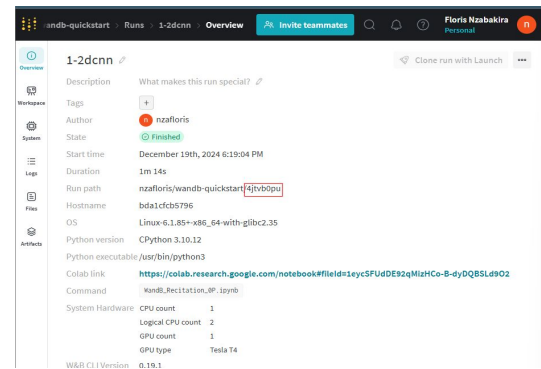 andb-quickstart > Runs > 1-2dcnn > Overview
Invite teammates
Floris Nzabakira
Personal
n
Overview
Workspace
System
Logs
Files
Artifacts
1-2dcnn
Clone run with Launch
Description What makes this run special?
Tags +
Author n nzafloris
State Finished
Start time December 19th, 2024 6:19:04 PM
Duration 1m 14s
Run path nzafloris/wandb-quickstart/4jtvb0pu
Hostname bda1cfcb5796
OS Linux-6.1.85+-x86_64-with-glibc2.35
Python version CPython 3.10.12
Python executable /usr/bin/python3
Colab link https://colab.research.google.com/notebook#fileId=1eycSFUdDE92qMizHCo-B-dyDQBSLd9O2
Command WandB_Recitation_0P.ipynb
System Hardware CPU count 1
Logical CPU count 2
GPU count 1
GPU type Tesla T4
W&B CLI Version 0.19.1